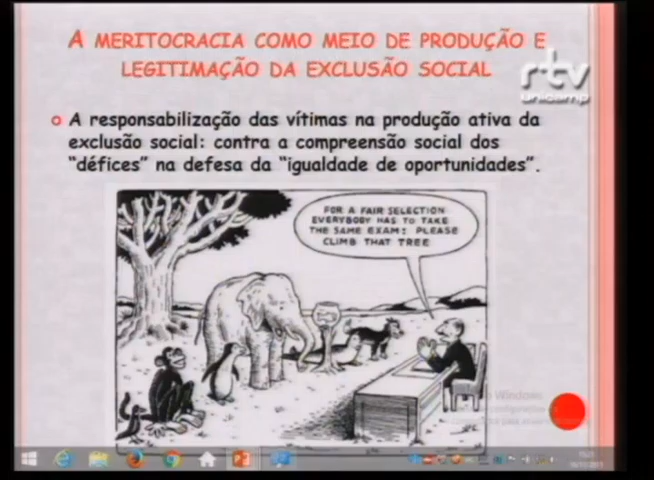 A MERITOCRACIA COMO MEIO DE PRODUÇÃO E
LEGITIMAÇÃO DA EXCLUSÃO SOCIAL
rtv
unicamp
A responsabilização das vítimas na produção ativa da
exclusão social: contra a compreensão social dos
“défices” na defesa da “igualdade de oportunidades”.
FOR A FAIR SELECTION
EVERYBODY HAS TO TAKE
THE SAME EXAM: PLEASE
CLIMB THAT TREE
Windows